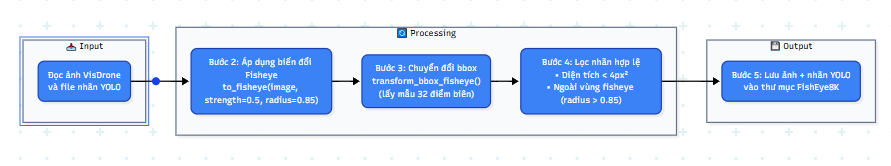 📥 Input
Đọc ảnh VisDrone
và file nhãn YOLO
🔄 Processing
Bước 2: Áp dụng biến đổi
Fisheye
to_fisheye(image,
strength=0.5, radius=0.85)
Bước 3: Chuyển đổi bbox
transform_bbox_fisheye()
(lấy mẫu 32 điểm biên)
Bước 4: Lọc nhãn hợp lệ
• Diện tích < 4px²
• Ngoài vùng fisheye
(radius > 0.85)
💾 Output
Bước 5: Lưu ảnh + nhãn YOLO
vào thư mục FishEye8K